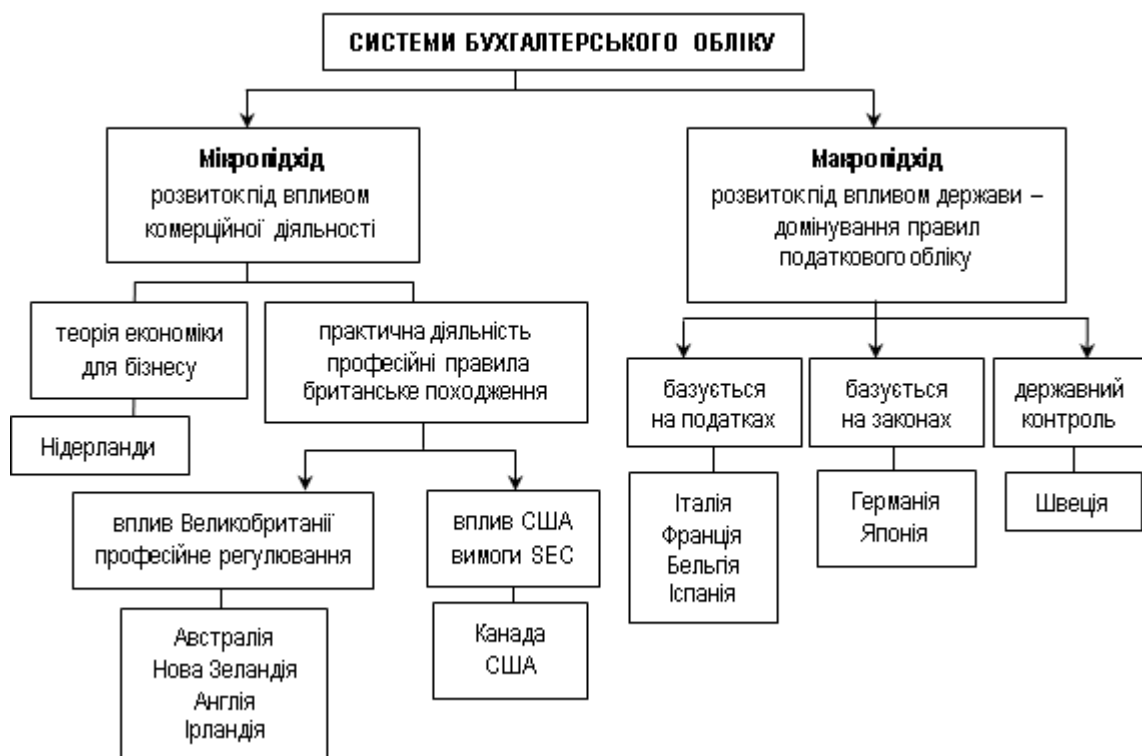 СИСТЕМИ БУХГАЛТЕРСЬКОГО ОБЛІКУ
Мікропідхід
розвиток під впливом
комерційної діяльності
Макропідхід
розвиток під впливом держави –
домінування правил
податкового обліку
теорія економіки
для бізнесу
практична діяльність
професійні правила
британське походження
базується
на податках
базується
на законах
державний
контроль
Нідерланди
вплив Великобританії
професійне регулювання
вплив США
вимоги SEC
Італія
Франція
Бельгія
Іспанія
Германія
Японія
Швеція
Австралія
Нова Зеландія
Англія
Ірландія
Канада
США